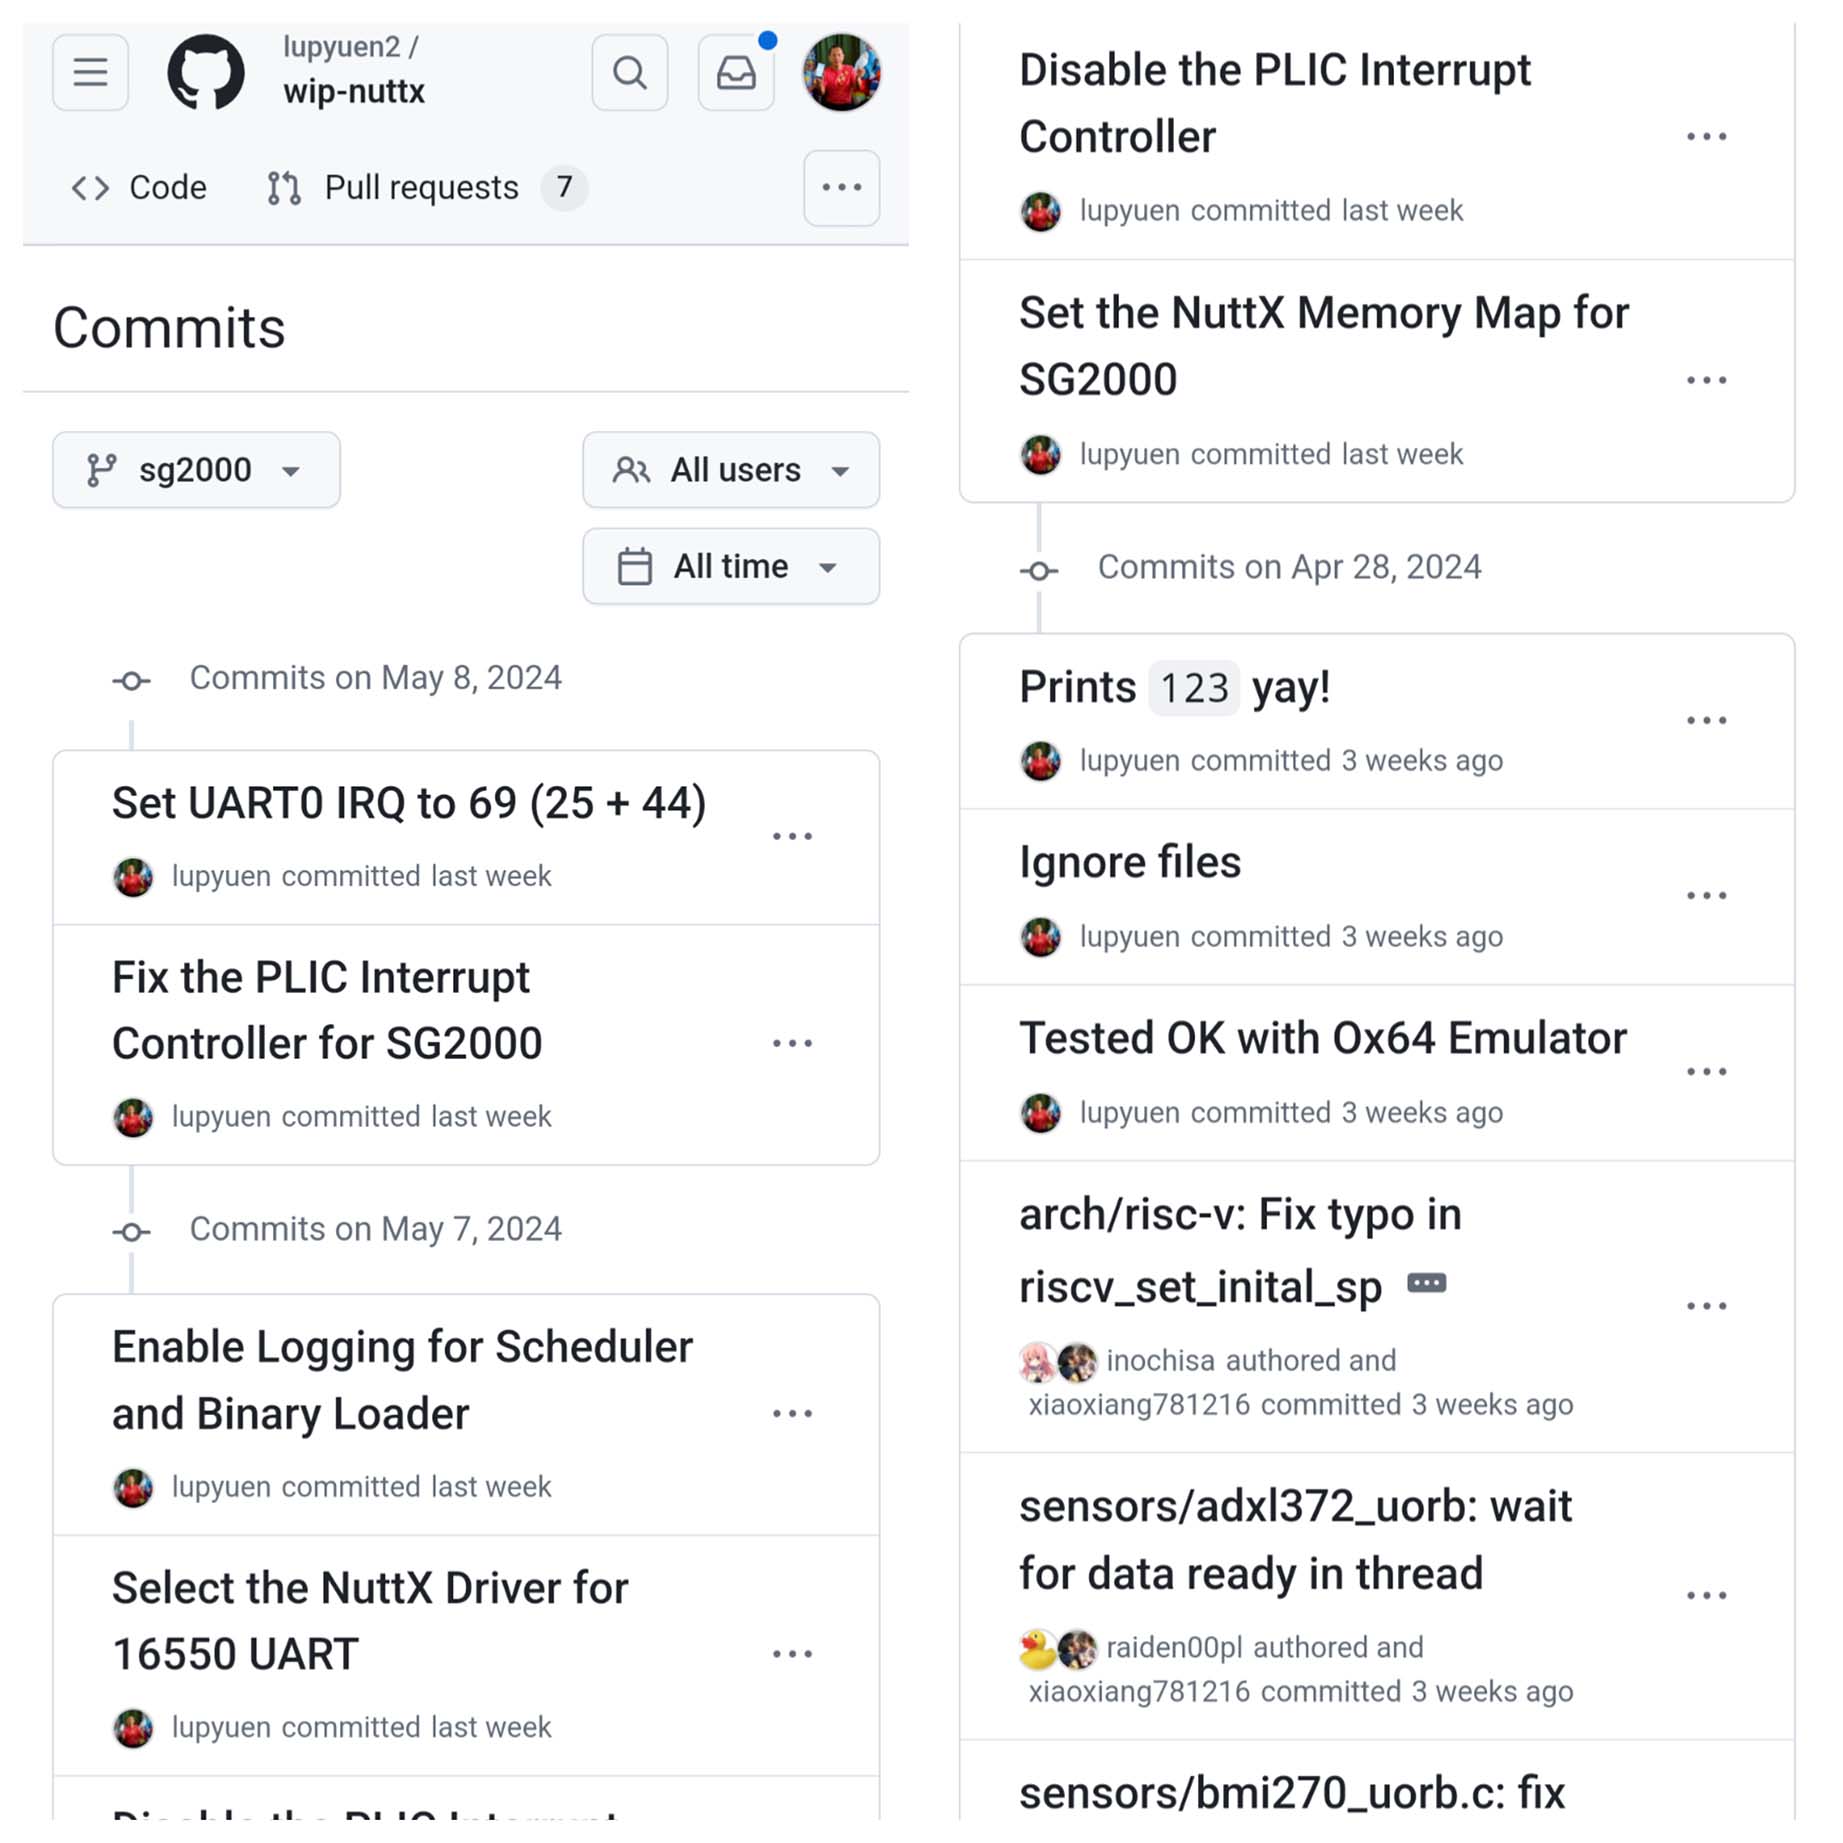 lupyuen2 /
wip-nuttx
Code
Pull requests 7
Commits
sg2000
All users
All time
Commits on May 8, 2024
Set UART0 IRQ to 69 (25 + 44)
lupyuen committed last week
Fix the PLIC Interrupt
Controller for SG2000
lupyuen committed last week
Commits on May 7, 2024
Enable Logging for Scheduler
and Binary Loader
lupyuen committed last week
Select the NuttX Driver for
16550 UART
lupyuen committed last week
Disable the PLIC Interrupt
Disable the PLIC Interrupt
Controller
lupyuen committed last week
Set the NuttX Memory Map for
SG2000
lupyuen committed last week
Commits on Apr 28, 2024
Prints 123 yay!
lupyuen committed 3 weeks ago
Ignore files
lupyuen committed 3 weeks ago
Tested OK with Ox64 Emulator
lupyuen committed 3 weeks ago
arch/risc-v: Fix typo in
riscv_set_inital_sp
inochisa authored and
xiaoxiang781216 committed 3 weeks ago
sensors/adxl372_uorb: wait
for data ready in thread
raiden00pl authored and
xiaoxiang781216 committed 3 weeks ago
sensors/bmi270_uorb.c: fix